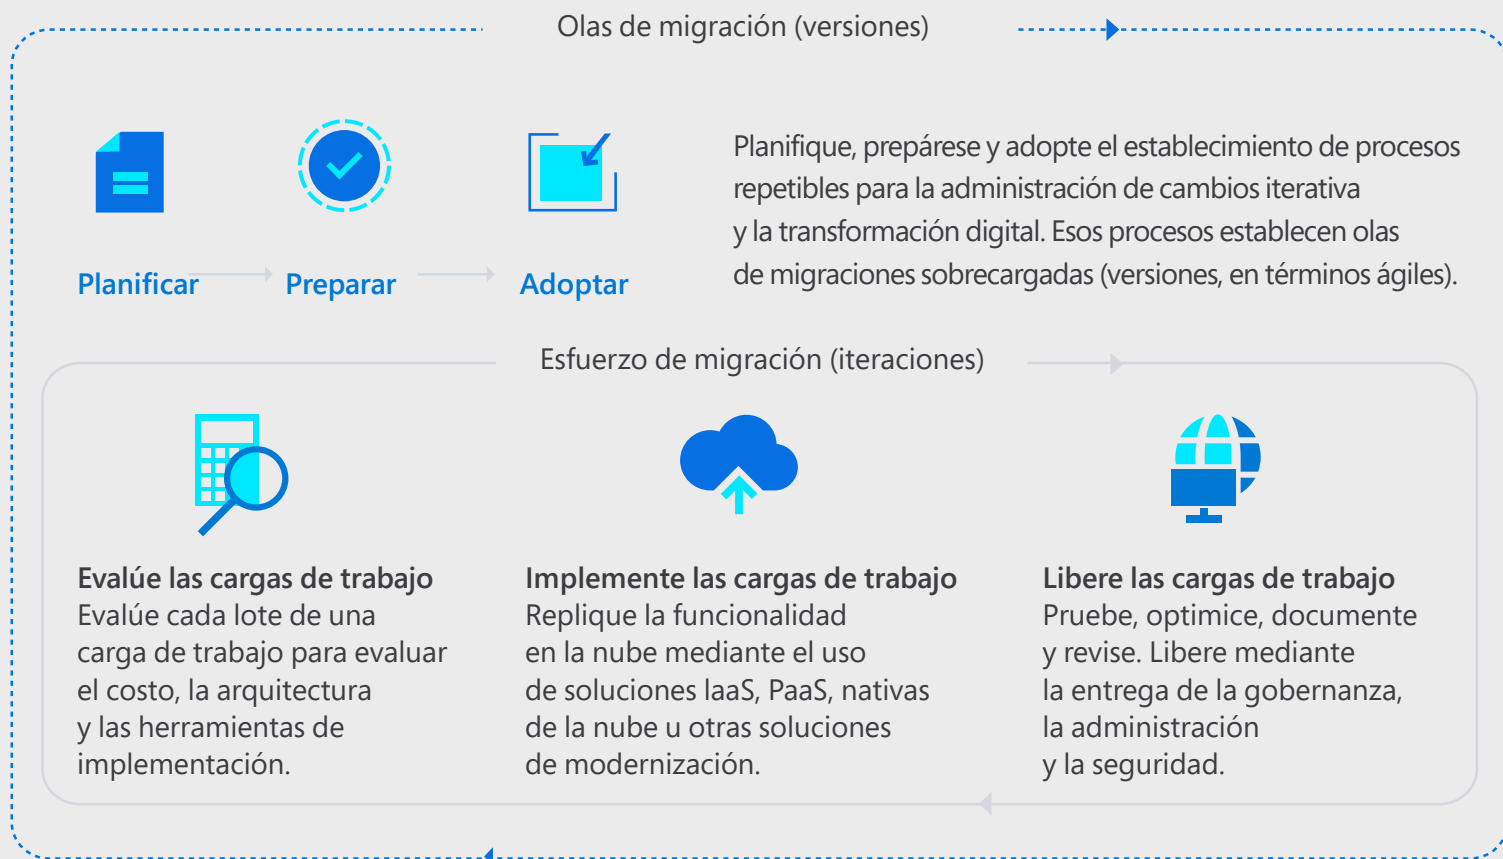 Olas de migración (versiones)
Planifique, prepárese y adopte el establecimiento de procesos
repetibles para la administración de cambios iterativa
y la transformación digital. Esos procesos establecen olas
de migraciones sobrecargadas (versiones, en términos ágiles).
Planificar
Preparar
Adoptar
Esfuerzo de migración (iteraciones)
Evalúe las cargas de trabajo
Evalúe cada lote de una
carga de trabajo para evaluar
el costo, la arquitectura
y las herramientas de
implementación.
Implemente las cargas de trabajo
Replique la funcionalidad
en la nube mediante el uso
de soluciones IaaS, PaaS, nativas
de la nube u otras soluciones
de modernización.
Libere las cargas de trabajo
Pruebe, optimice, documente
y revise. Libere mediante
la entrega de la gobernanza,
la administración
y la seguridad.